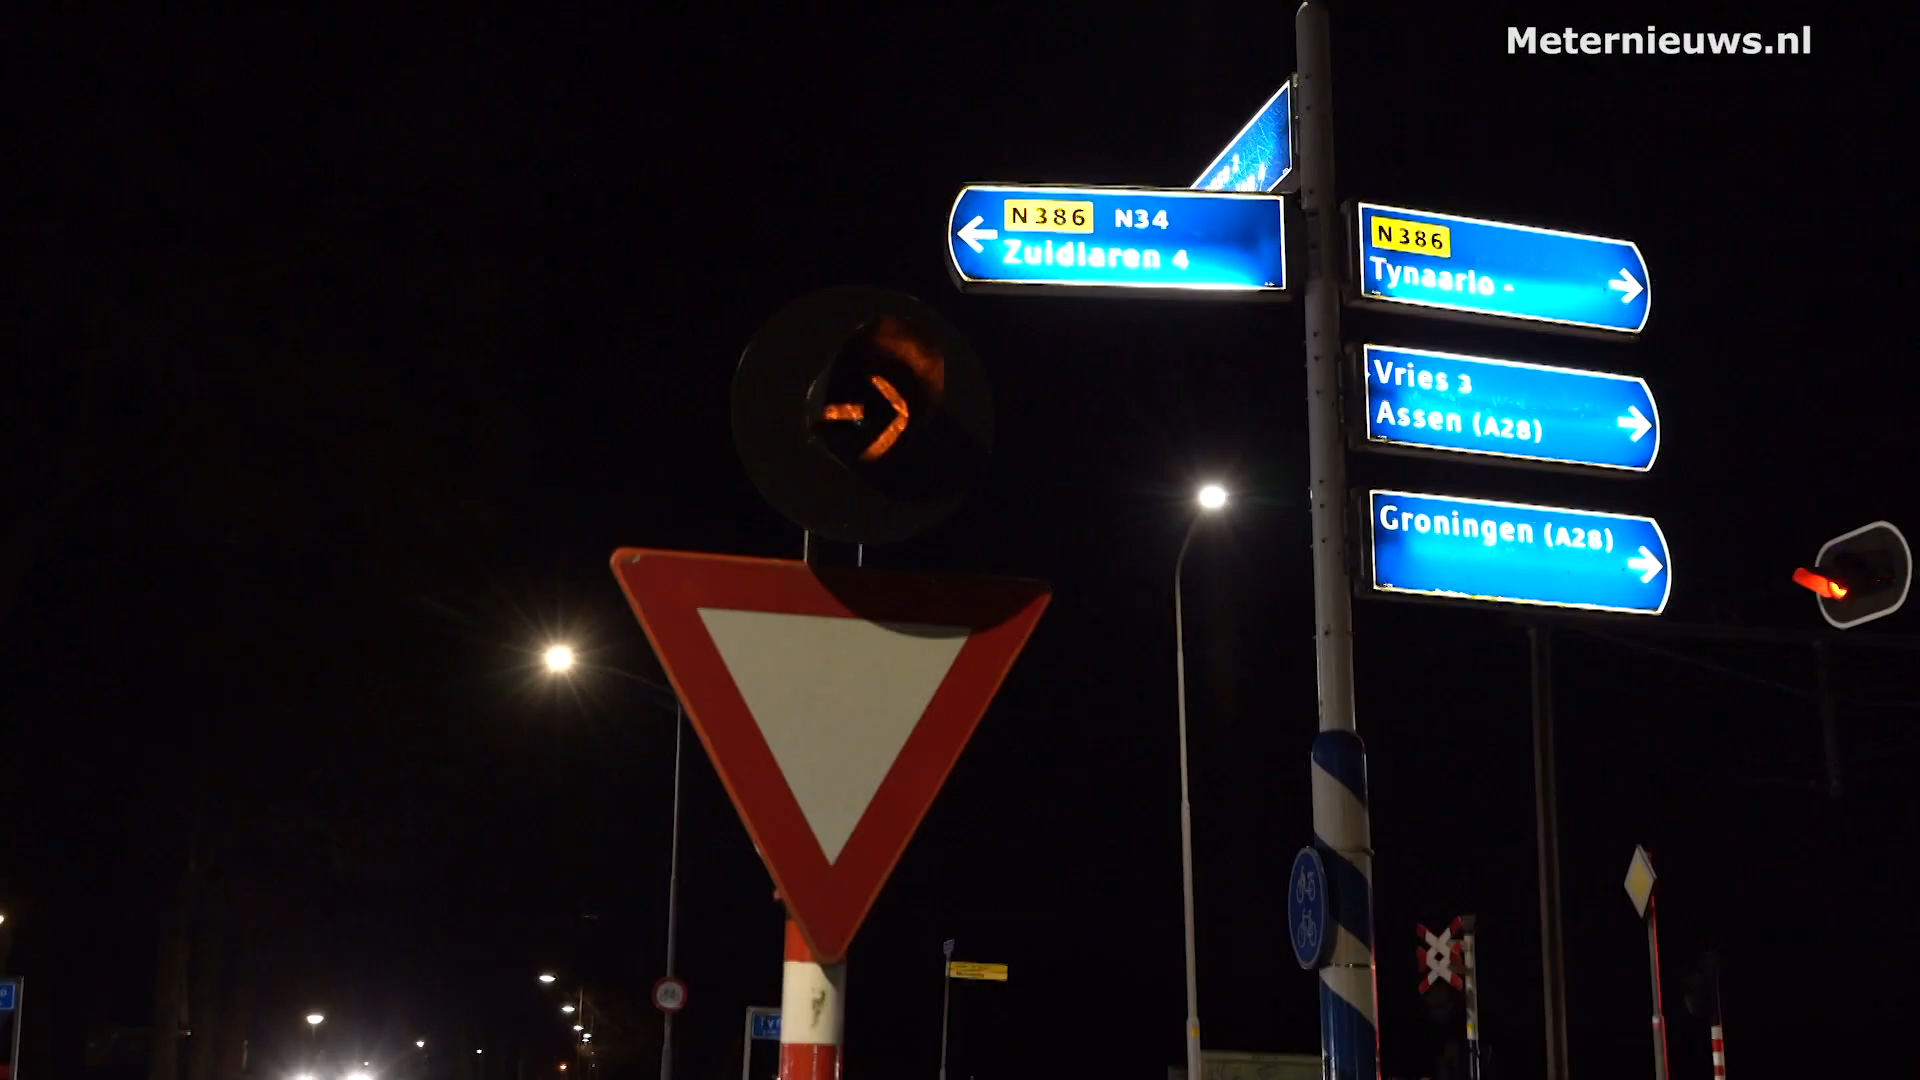 Meternieuws.nl
N386 N34
Zuidlaren 4
N386
Tynaarlo -
Vries 3
Assen (A28)
Groningen (A28)